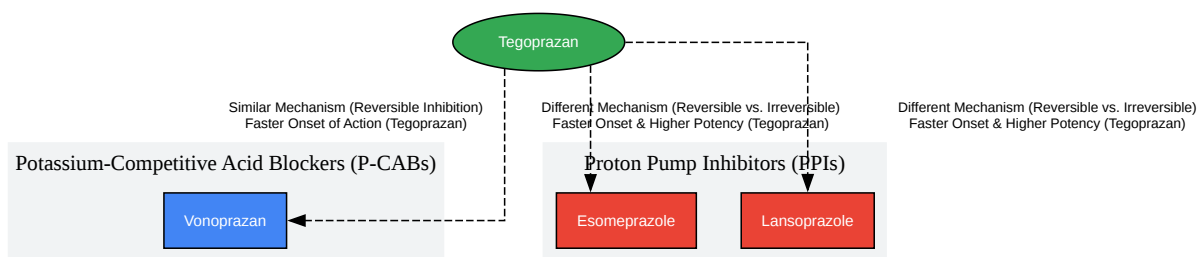 Tegoprazan
Similar Mechanism (Reversible Inhibition)
Faster Onset of Action (Tegoprazan)
Different Mechanism (Reversible vs. Irreversible)
Faster Onset & Higher Potency (Tegoprazan)
Different Mechanism (Reversible vs. Irreversible)
Faster Onset & Higher Potency (Tegoprazan)
Potassium-Competitive Acid Blockers (P-CABs)
Proton Pump Inhibitors (PPIs)
Vonoprazan
Esomeprazole
Lansoprazole